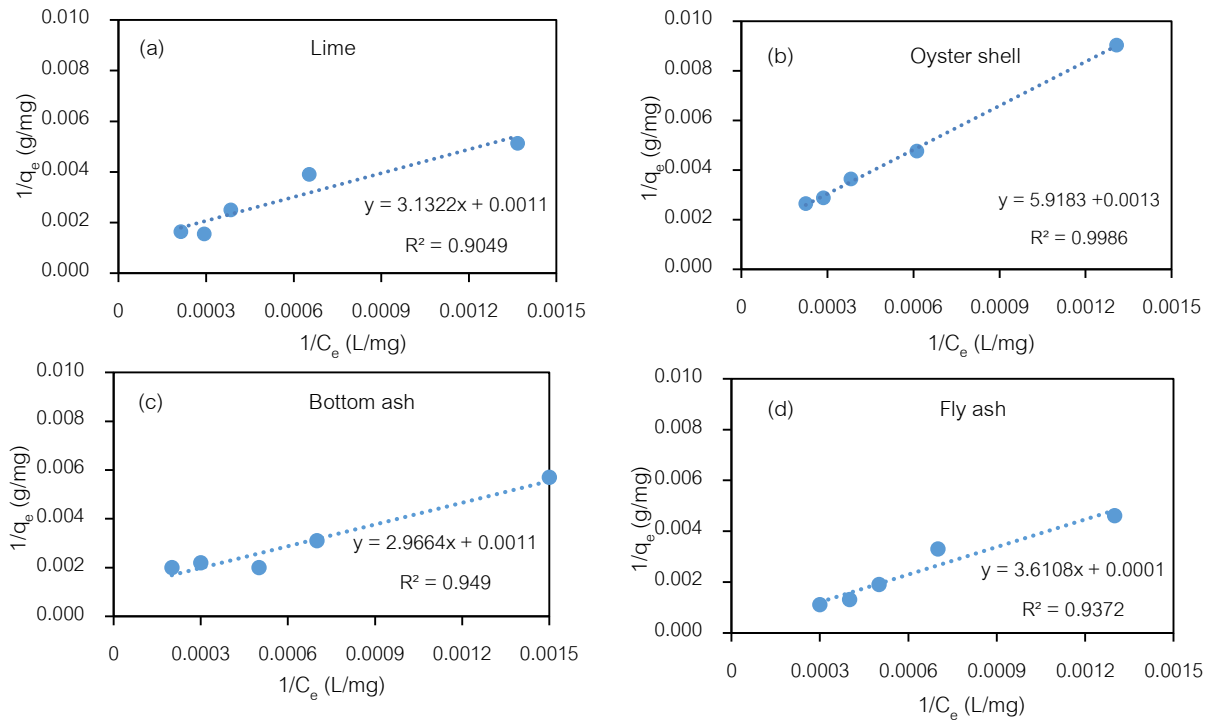 (a) Lime
1/qe (g/mg)
0.010
0.008
0.006
0.004
0.002
0.000
y = 3.1322x + 0.0011
R² = 0.9049
0 0.0003 0.0006 0.0009 0.0012 0.0015
1/Ce (L/mg)
(b) Oyster shell
1/qe (g/mg)
0.010
0.008
0.006
0.004
0.002
0.000
y = 5.9183 +0.0013
R² = 0.9986
0 0.0003 0.0006 0.0009 0.0012 0.0015
1/Ce (L/mg)
(c) Bottom ash
1/qe (g/mg)
0.010
0.008
0.006
0.004
0.002
0.000
y = 2.9664x + 0.0011
R² = 0.949
0 0.0003 0.0006 0.0009 0.0012 0.0015
1/Ce (L/mg)
(d) Fly ash
1/qe (g/mg)
0.010
0.008
0.006
0.004
0.002
0.000
y = 3.6108x + 0.0001
R² = 0.9372
0 0.0003 0.0006 0.0009 0.0012 0.0015
1/Ce (L/mg)